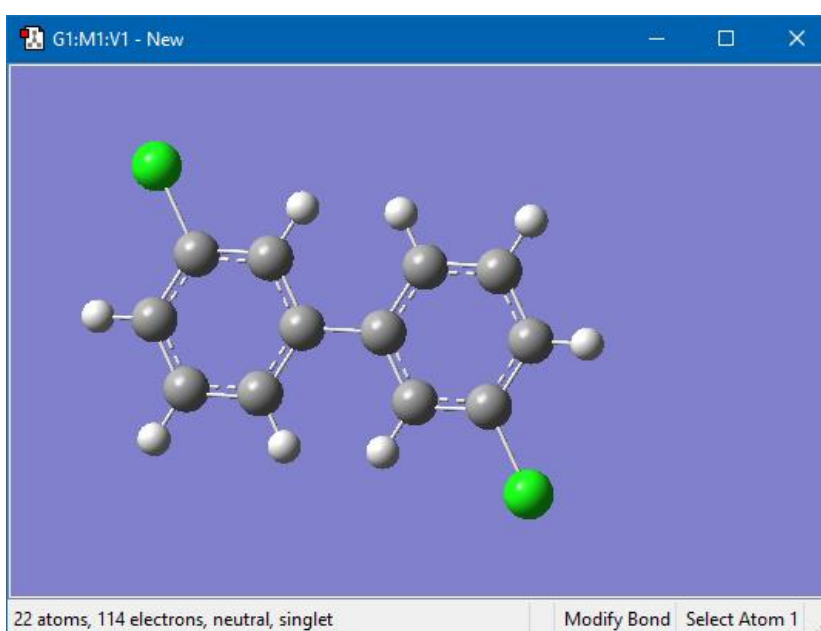 G1:M1:V1 - New
22 atoms, 114 electrons, neutral, singlet Modify Bond Select Atom 1